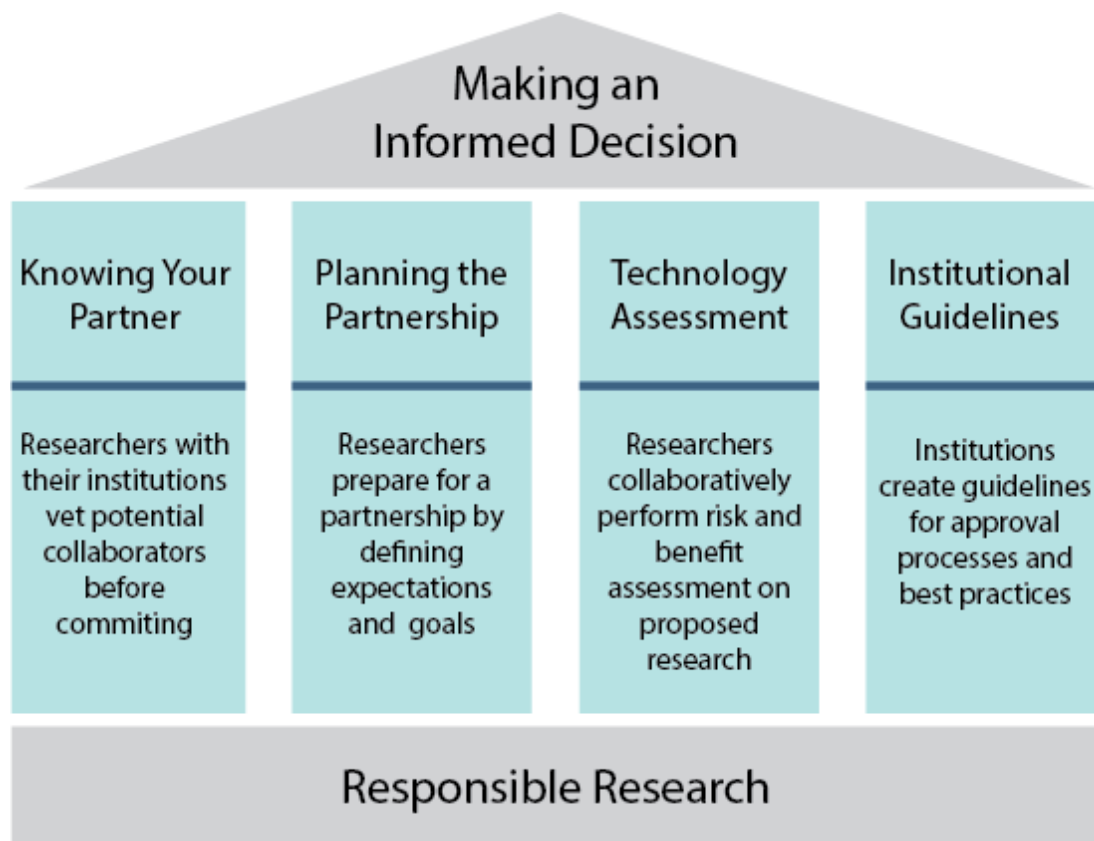 Making an
Informed Decision
Knowing Your
Partner
Researchers with
their institutions
vet potential
collaborators
before
commiting
Planning the
Partnership
Researchers
prepare for a
partnership by
defining
expectations
and goals
Technology
Assessment
Researchers
collaboratively
perform risk and
benefit
assessment on
proposed
research
Institutional
Guidelines
Institutions
create guidelines
for approval
processes and
best practices
Responsible Research